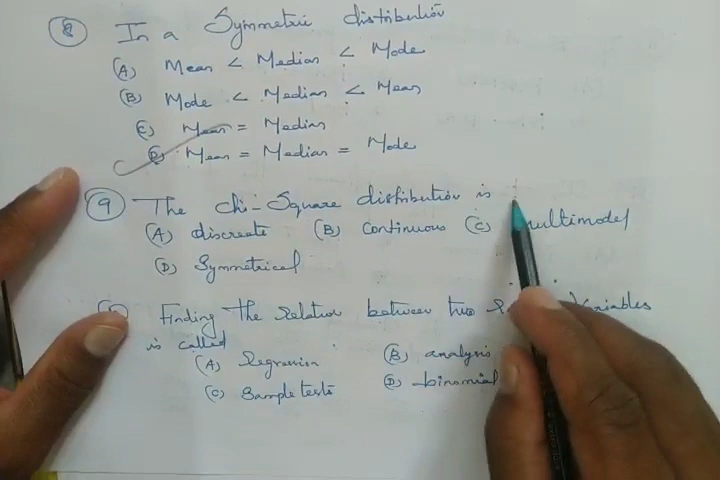 (8) In a Symmetric distribution
(A) Mean < Median < Mode
(B) Mode < Median < Mean
(C) Mean = Median
(D) Mean = Median = Mode
(9) The chi-Square distribution is :
(A) discreate (B) Continuous (C) multimodel
(D) Symmetrical
Finding The relation between two Variables
is called
(A) Regression (B) analysis
(C) Sample tests (D) binomial